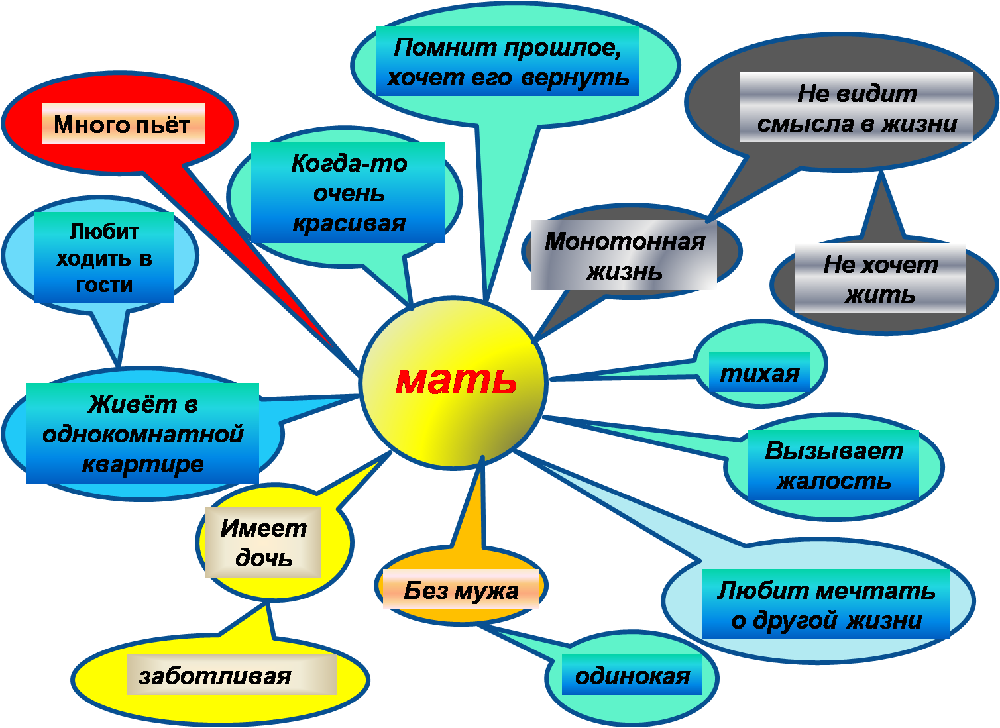 Помнит прошлое,
хочет его вернуть
Не видит
смысла в жизни
Много пьёт
Когда-то
очень
красивая
Любит
ходить в
гости
Монотонная
жизнь
Не хочет
жить
мать
тихая
Живёт в
однокомнатной
квартире
Вызывает
жалость
Имеет
дочь
Без мужа
Любит мечтать
о другой жизни
заботливая
одинокая